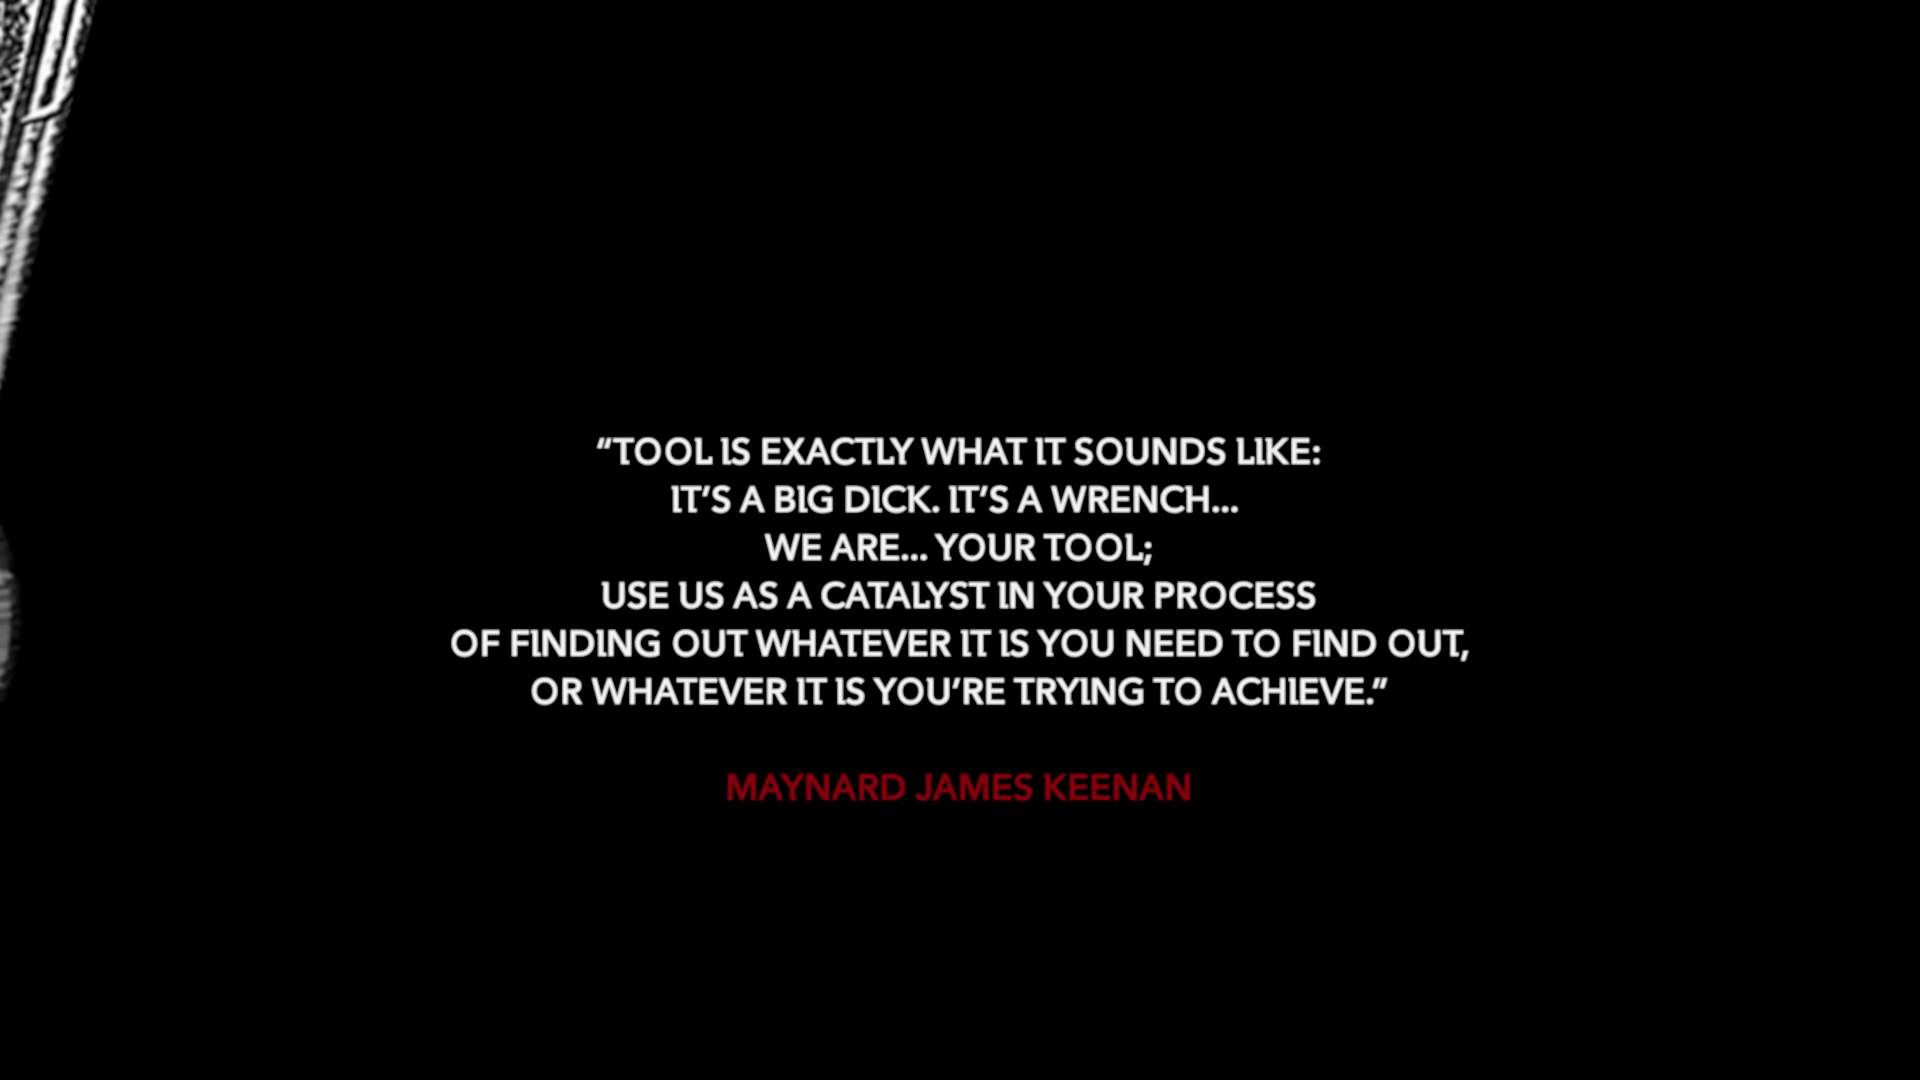 “TOOL IS EXACTLY WHAT IT SOUNDS LIKE:
IT’S A BIG DICK. IT’S A WRENCH...
WE ARE... YOUR TOOL;
USE US AS A CATALYST IN YOUR PROCESS
OF FINDING OUT WHATEVER IT IS YOU NEED TO FIND OUT,
OR WHATEVER IT IS YOU’RE TRYING TO ACHIEVE.”
MAYNARD JAMES KEENAN